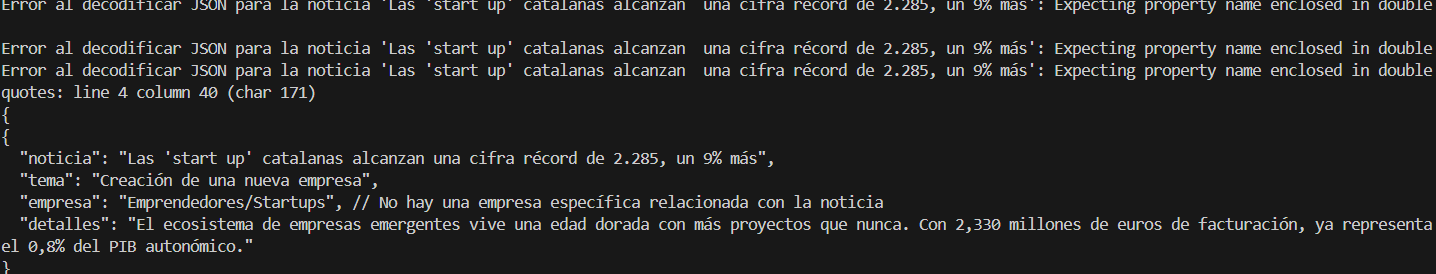 Error al decodificar JSON para la noticia 'Las 'start up' catalanas alcanzan  una cifra récord de 2.285, un 9% más': Expecting property name enclosed in double
Error al decodificar JSON para la noticia 'Las 'start up' catalanas alcanzan  una cifra récord de 2.285, un 9% más': Expecting property name enclosed in double
Error al decodificar JSON para la noticia 'Las 'start up' catalanas alcanzan  una cifra récord de 2.285, un 9% más': Expecting property name enclosed in double
quotes: line 4 column 40 (char 171)
{
{
  "noticia": "Las 'start up' catalanas alcanzan una cifra récord de 2.285, un 9% más",
  "tema": "Creación de una nueva empresa",
  "empresa": "Emprendedores/Startups", // No hay una empresa específica relacionada con la noticia
  "detalles": "El ecosistema de empresas emergentes vive una edad dorada con más proyectos que nunca. Con 2,330 millones de euros de facturación, ya representa
el 0,8% del PIB autonómico."
}